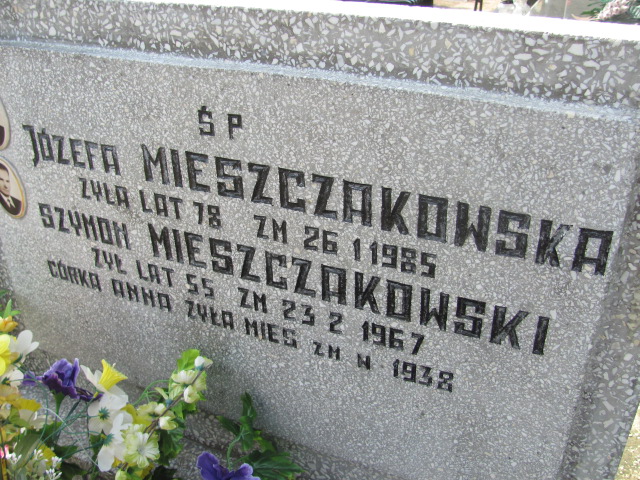 ŚP
JÓZEFA MIESZCZAKOWSKA
ŻYŁA LAT 78 ZM 26 1 1985
SZYMON MIESZCZAKOWSKI
ŻYŁ LAT 55 ZM 23 2 1967
CÓRKA ANNA ŻYŁA MIES ZM W 1938